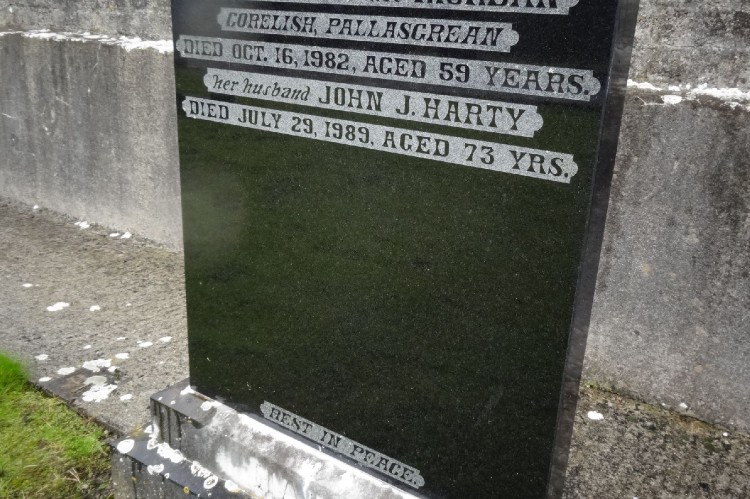 GORELISH, PALLASGREAN
DIED OCT. 16, 1982, AGED 59 YEARS.
her husband JOHN J. HARTY
DIED JULY 29, 1989, AGED 73 YRS.
REST IN PEACE.